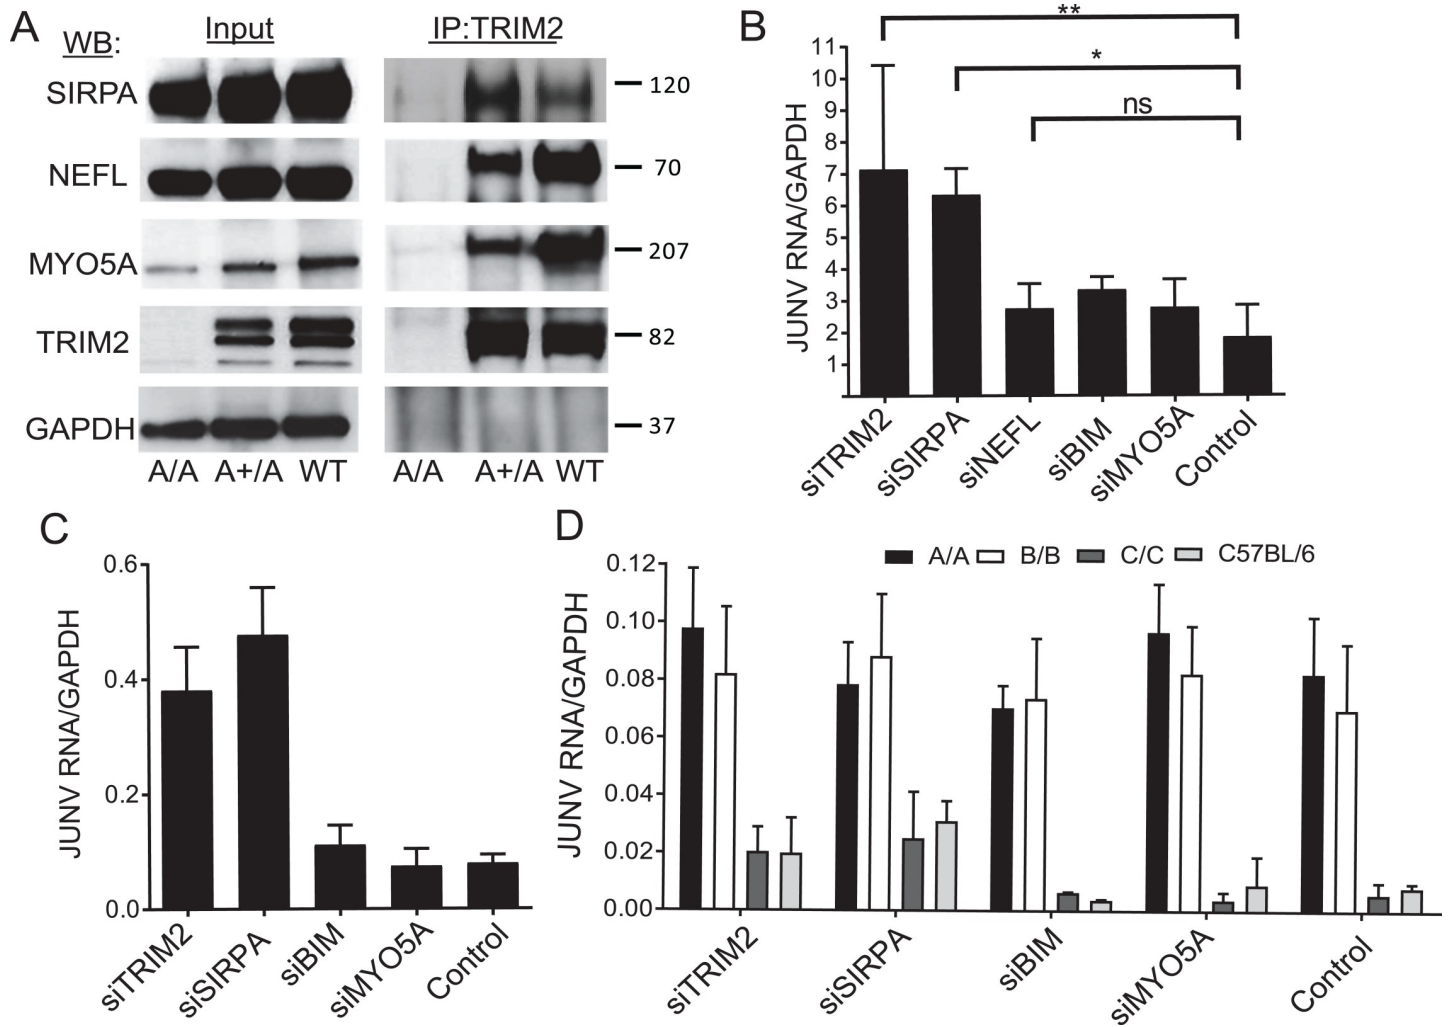 A
WB:
Input
IP:TRIM2
SIRPA
120
NEFL
70
MYO5A
207
TRIM2
82
GAPDH
37
A/A A+/A WT
A/A A+/A WT
B
**
*
ns
JUNV RNA/GAPDH
11
10
9
8
7
6
5
4
3
2
1
siTRIM2
siSIRPA
siNEFL
siBIM
siMYO5A
Control
C
JUNV RNA/GAPDH
0.6
0.4
0.2
0.0
siTRIM2
siSIRPA
siBIM
siMYO5A
Control
D
A/A B/B C/C C57BL/6
JUNV RNA/GAPDH
0.12
0.10
0.08
0.06
0.04
0.02
0.00
siTRIM2
siSIRPA
siBIM
siMYO5A
Control